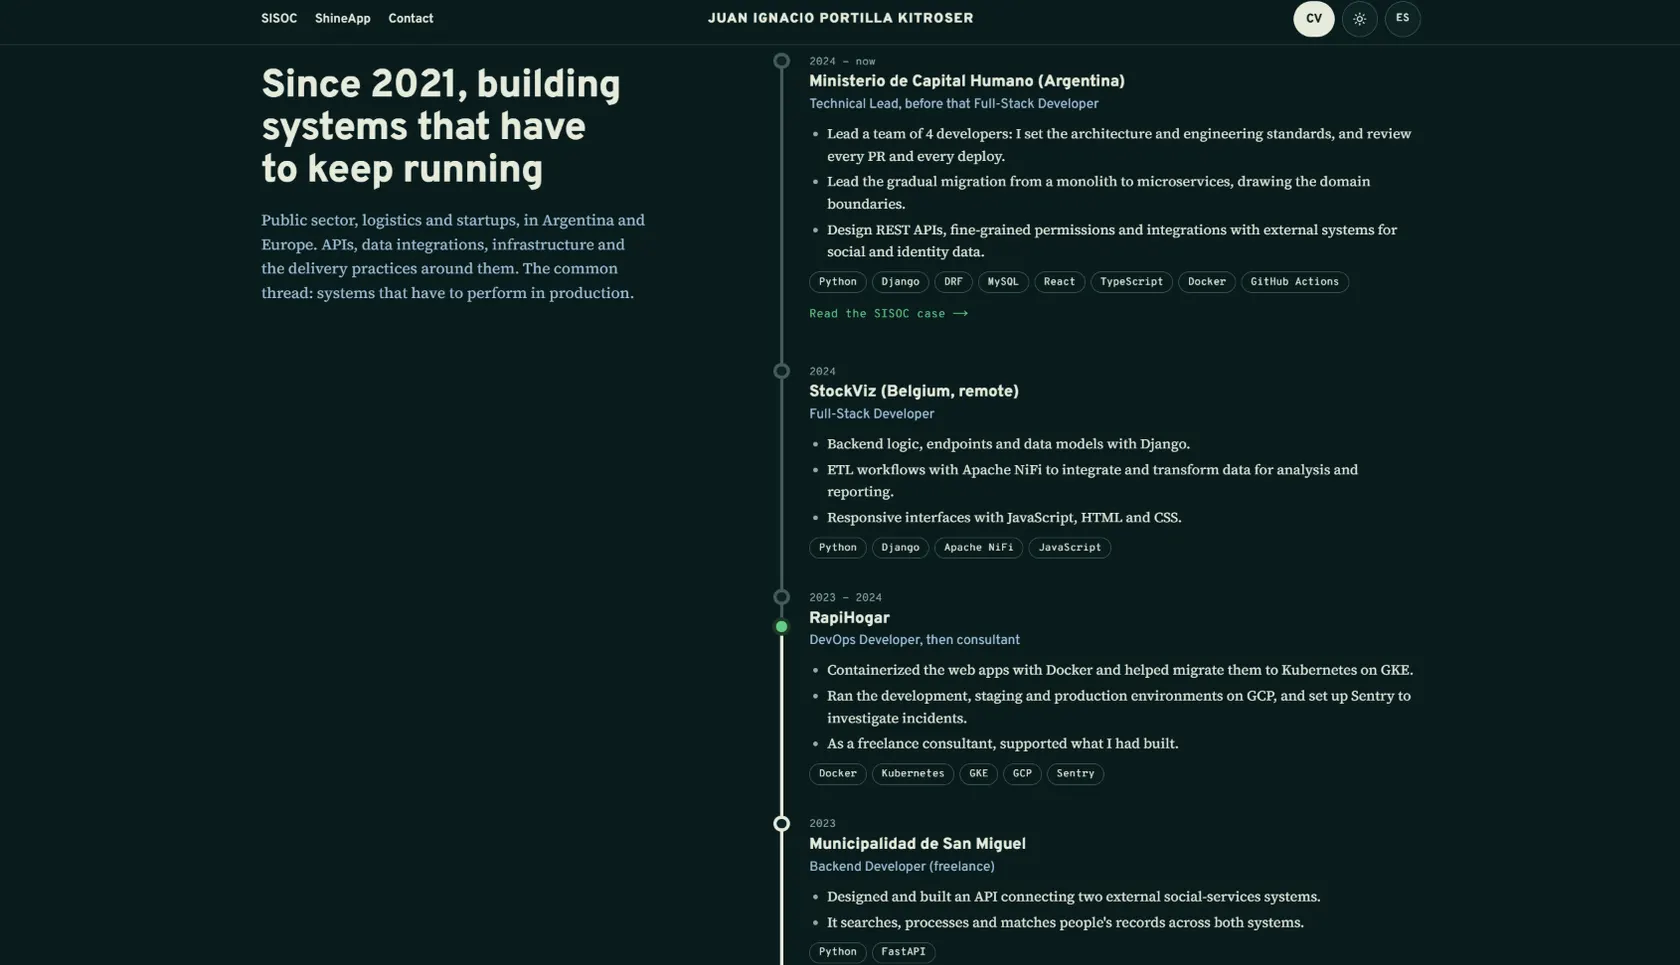 SISOC ShineApp Contact
JUAN IGNACIO PORTILLA KITROSER
CV
ES
Since 2021, building
systems that have
to keep running
Public sector, logistics and startups, in Argentina and
Europe. APIs, data integrations, infrastructure and
the delivery practices around them. The common
thread: systems that have to perform in production.
2024 – now
Ministerio de Capital Humano (Argentina)
Technical Lead, before that Full-Stack Developer
Lead a team of 4 developers: I set the architecture and engineering standards, and review
every PR and every deploy.
Lead the gradual migration from a monolith to microservices, drawing the domain
boundaries.
Design REST APIs, fine-grained permissions and integrations with external systems for
social and identity data.
Python Django DRF MySQL React TypeScript Docker GitHub Actions
Read the SISOC case →
2024
StockViz (Belgium, remote)
Full-Stack Developer
Backend logic, endpoints and data models with Django.
ETL workflows with Apache NiFi to integrate and transform data for analysis and
reporting.
Responsive interfaces with JavaScript, HTML and CSS.
Python Django Apache NiFi JavaScript
2023 – 2024
RapiHogar
DevOps Developer, then consultant
Containerized the web apps with Docker and helped migrate them to Kubernetes on GKE.
Ran the development, staging and production environments on GCP, and set up Sentry to
investigate incidents.
As a freelance consultant, supported what I had built.
Docker Kubernetes GKE GCP Sentry
2023
Municipalidad de San Miguel
Backend Developer (freelance)
Designed and built an API connecting two external social-services systems.
It searches, processes and matches people's records across both systems.
Python FastAPI